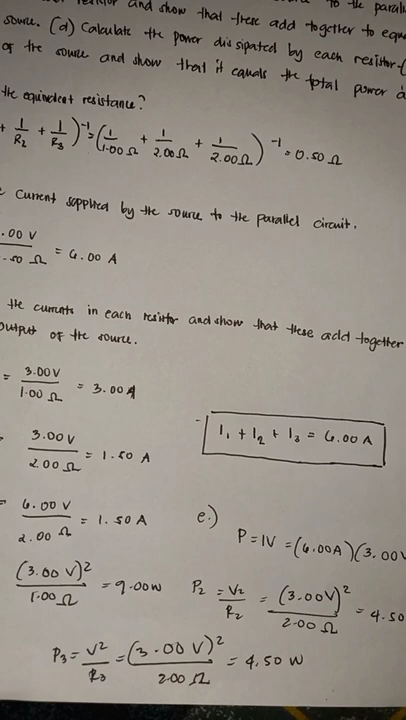 resistor and show that these add together to equ
source. (d) Calculate the power dissipated by each resistor. (
of the source and show that it equals the total power d
the equivalent resistance?
+ 1/R2 + 1/R3 )^-1 = ( 1/1.00 Ω + 1/2.00 Ω + 1/2.00 Ω )^-1 = 0.50 Ω
current supplied by the source to the parallel circuit.
.00 V / .50 Ω = 6.00 A
the currents in each resistor and show that these add together
output of the source.
= 3.00V / 1.00 Ω = 3.00 A
I1 + I2 + I3 = 6.00 A
3.00 V / 2.00 Ω = 1.50 A
= 6.00 V / 2.00 Ω = 1.50 A
e.)
P = IV = (6.00A)(3.00V
(3.00 V)^2 / 1.00 Ω = 9.00W
P2 = V2 / R2 = (3.00V)^2 / 2.00 Ω = 4.50
P3 = V^2 / R3 = (3.00 V)^2 / 2.00 Ω = 4.50 W